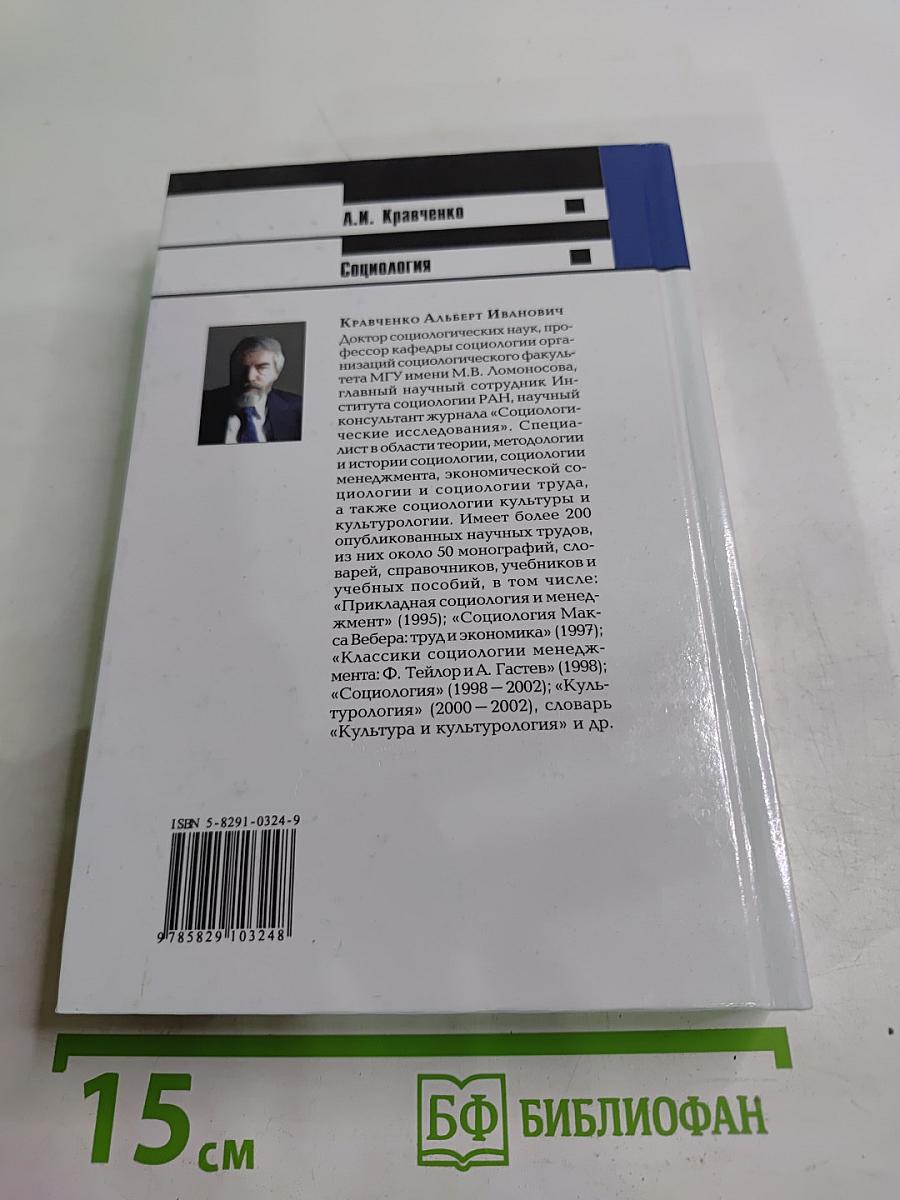 А.И. Кравченко
Социология
Кравченко Альберт Иванович
Доктор социологических наук, про-
фессор кафедры социологии орга-
низаций социологического факуль-
тета МГУ имени М.В. Ломоносова,
главный научный сотрудник Ин-
ститута социологии РАН, научный
консультант журнала «Социологи-
ческие исследования». Специа-
лист в области теории, методологии
и истории социологии, социологии
менеджмента, экономической со-
циологии и социологии труда,
а также социологии культуры и
культурологии. Имеет более 200
опубликованных научных трудов,
из них около 50 монографий, сло-
варей, справочников, учебников и
учебных пособий, в том числе:
«Прикладная социология и менед-
жмент» (1995); «Социология Мак-
са Вебера: труд и экономика» (1997);
«Классики социологии менедж-
мента: Ф. Тейлор и А. Гастев» (1998);
«Социология» (1998 — 2002); «Куль-
турология» (2000 — 2002), словарь
«Культура и культурология» и др.
ISBN 5-8291-0324-9
9 785829 103248
15 см
БФ БИБЛИОФАН